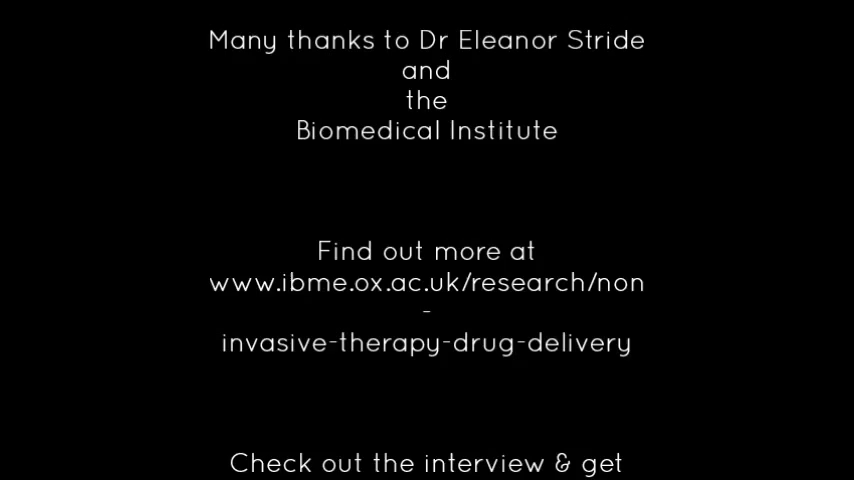 Many thanks to Dr Eleanor Stride
and
the
Biomedical Institute
Find out more at
www.ibme.ox.ac.uk/research/non
-
invasive-therapy-drug-delivery
Check out the interview & get